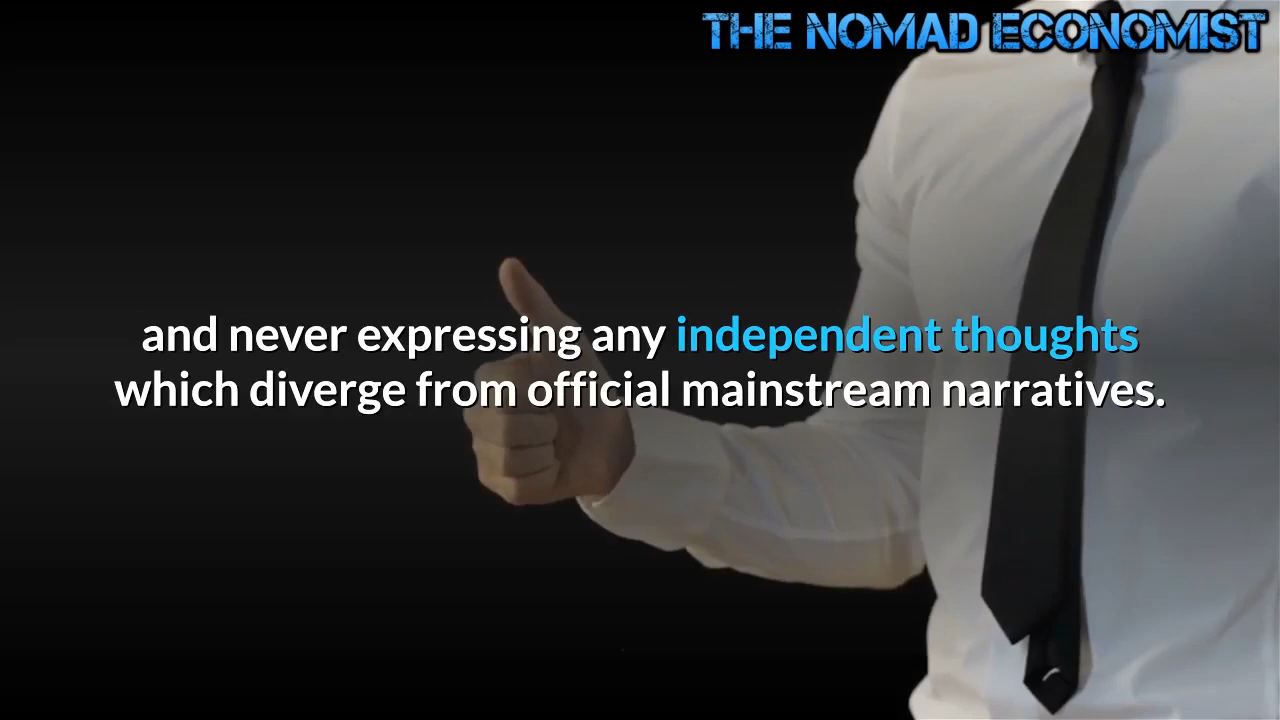 THE NOMAD ECONOMIST
and never expressing any independent thoughts
which diverge from official mainstream narratives.